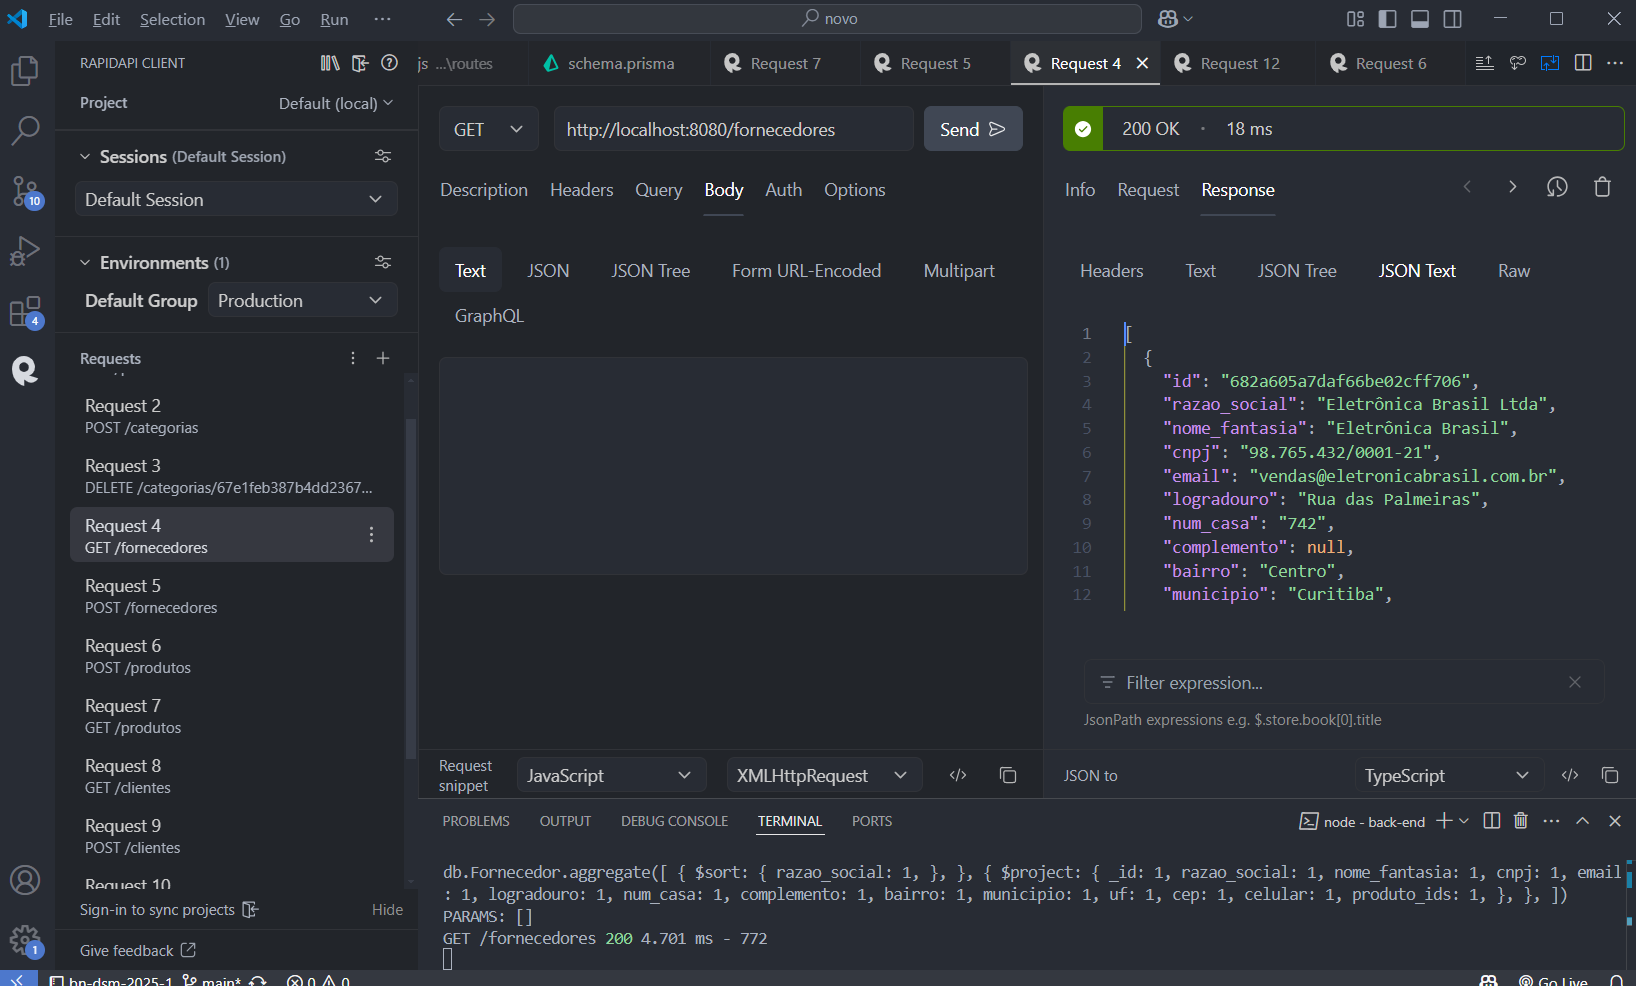 File Edit Selection View Go Run ··· novo
RAPIDAPI CLIENT
js ...\routes schema.prisma Request 7 Request 5 Request 4 Request 12 Request 6
Project Default (local)
Sessions (Default Session)
Default Session
Environments (1)
Default Group Production
Requests
Request 2
POST /categorias
Request 3
DELETE /categorias/67e1feb387b4dd2367...
Request 4
GET /fornecedores
Request 5
POST /fornecedores
Request 6
POST /produtos
Request 7
GET /produtos
Request 8
GET /clientes
Request 9
POST /clientes
Request 10
Sign-in to sync projects Hide
Give feedback
GET http://localhost:8080/fornecedores Send
Description Headers Query Body Auth Options
Text JSON JSON Tree Form URL-Encoded Multipart
GraphQL
Request snippet JavaScript XMLHttpRequest
200 OK · 18 ms
Info Request Response
Headers Text JSON Tree JSON Text Raw
1 [
2 {
3 "id": "682a605a7daf66be02cff706",
4 "razao_social": "Eletrônica Brasil Ltda",
5 "nome_fantasia": "Eletrônica Brasil",
6 "cnpj": "98.765.432/0001-21",
7 "email": "vendas@eletronicabrasil.com.br",
8 "logradouro": "Rua das Palmeiras",
9 "num_casa": "742",
10 "complemento": null,
11 "bairro": "Centro",
12 "municipio": "Curitiba",
Filter expression...
JsonPath expressions e.g. $.store.book[0].title
JSON to TypeScript
PROBLEMS OUTPUT DEBUG CONSOLE TERMINAL PORTS node - back-end
db.Fornecedor.aggregate([ { $sort: { razao_social: 1, }, }, { $project: { _id: 1, razao_social: 1, nome_fantasia: 1, cnpj: 1, email
: 1, logradouro: 1, num_casa: 1, complemento: 1, bairro: 1, municipio: 1, uf: 1, cep: 1, celular: 1, produto_ids: 1, }, }, ])
PARAMS: []
GET /fornecedores 200 4.701 ms - 772
10
4
1
bp-dsm-2025-1 main* 0 0 Go Live